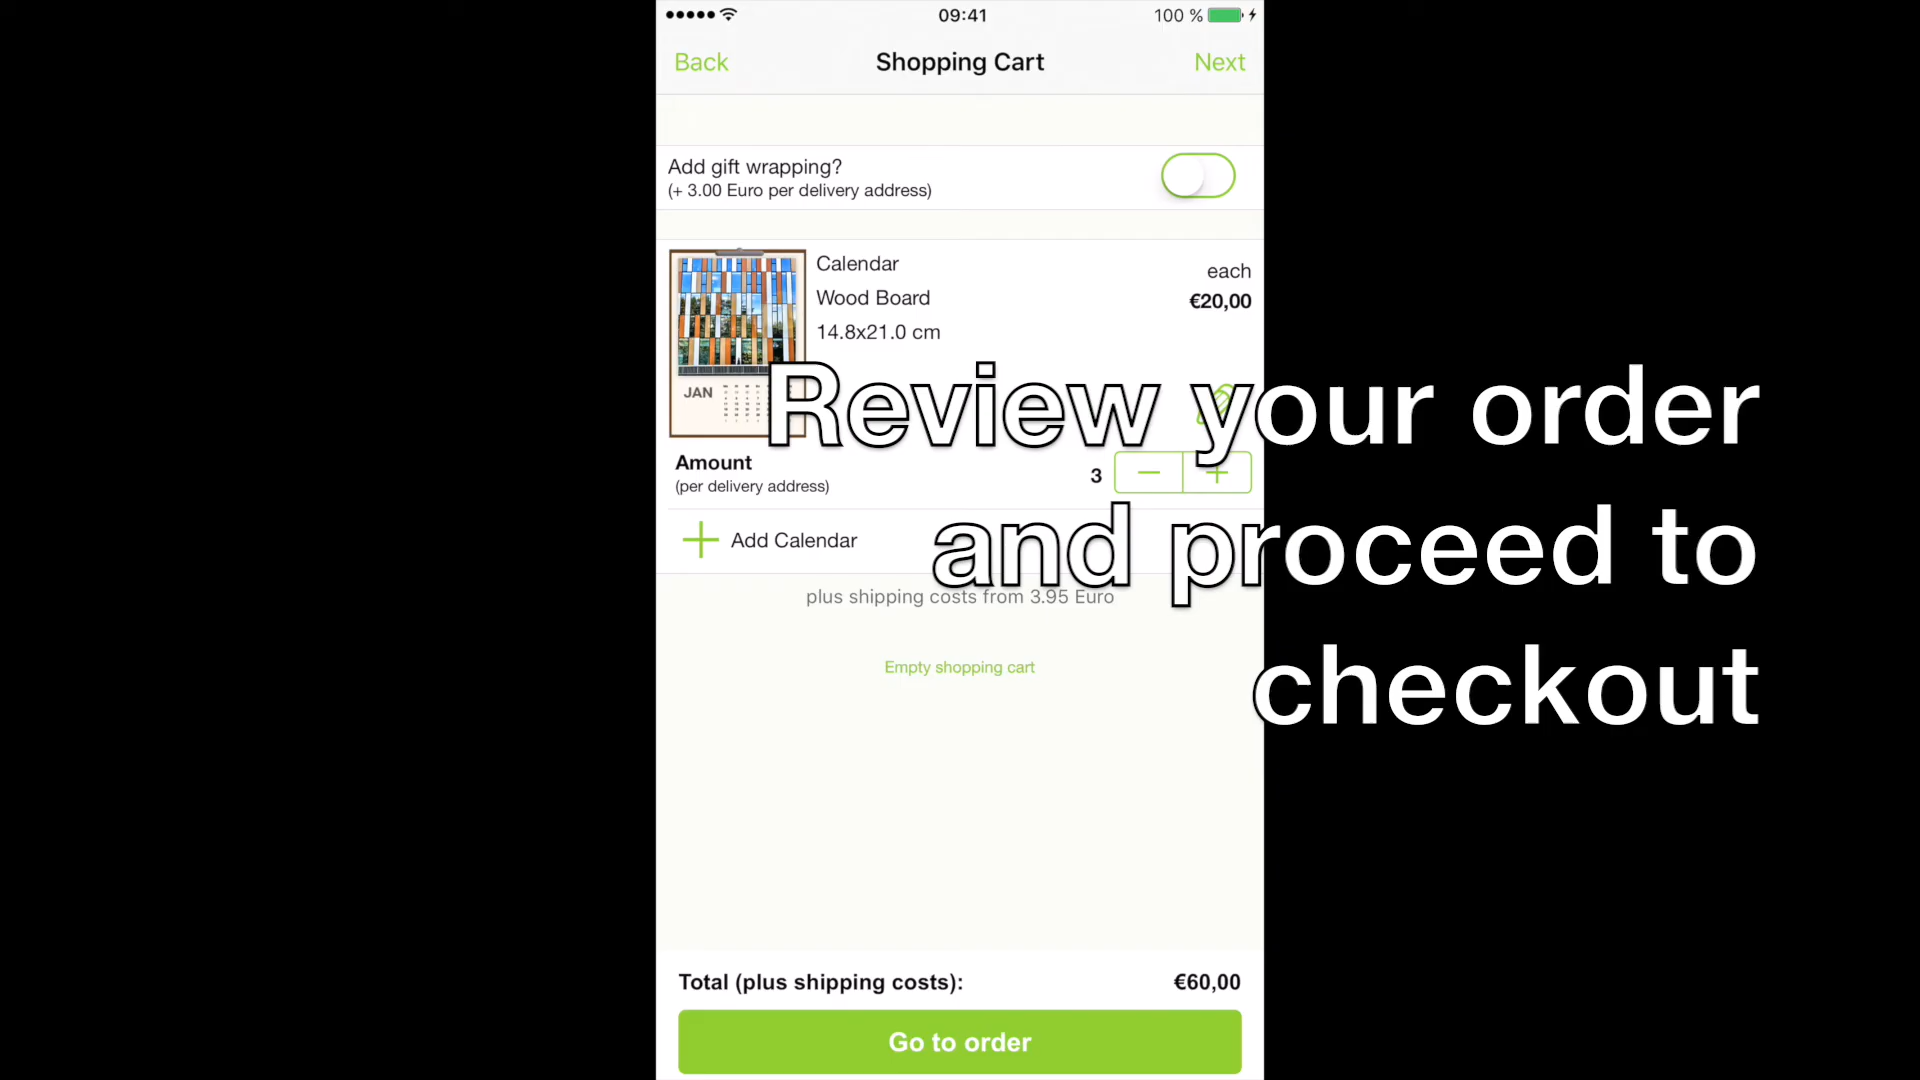 09:41
100 %
Back
Shopping Cart
Next
Add gift wrapping?
(+ 3.00 Euro per delivery address)
Calendar
Wood Board
14.8x21.0 cm
each
€20,00
JAN
Review your order
and proceed to
checkout
Amount
(per delivery address)
3
Add Calendar
plus shipping costs from 3.95 Euro
Empty shopping cart
Total (plus shipping costs):
€60,00
Go to order